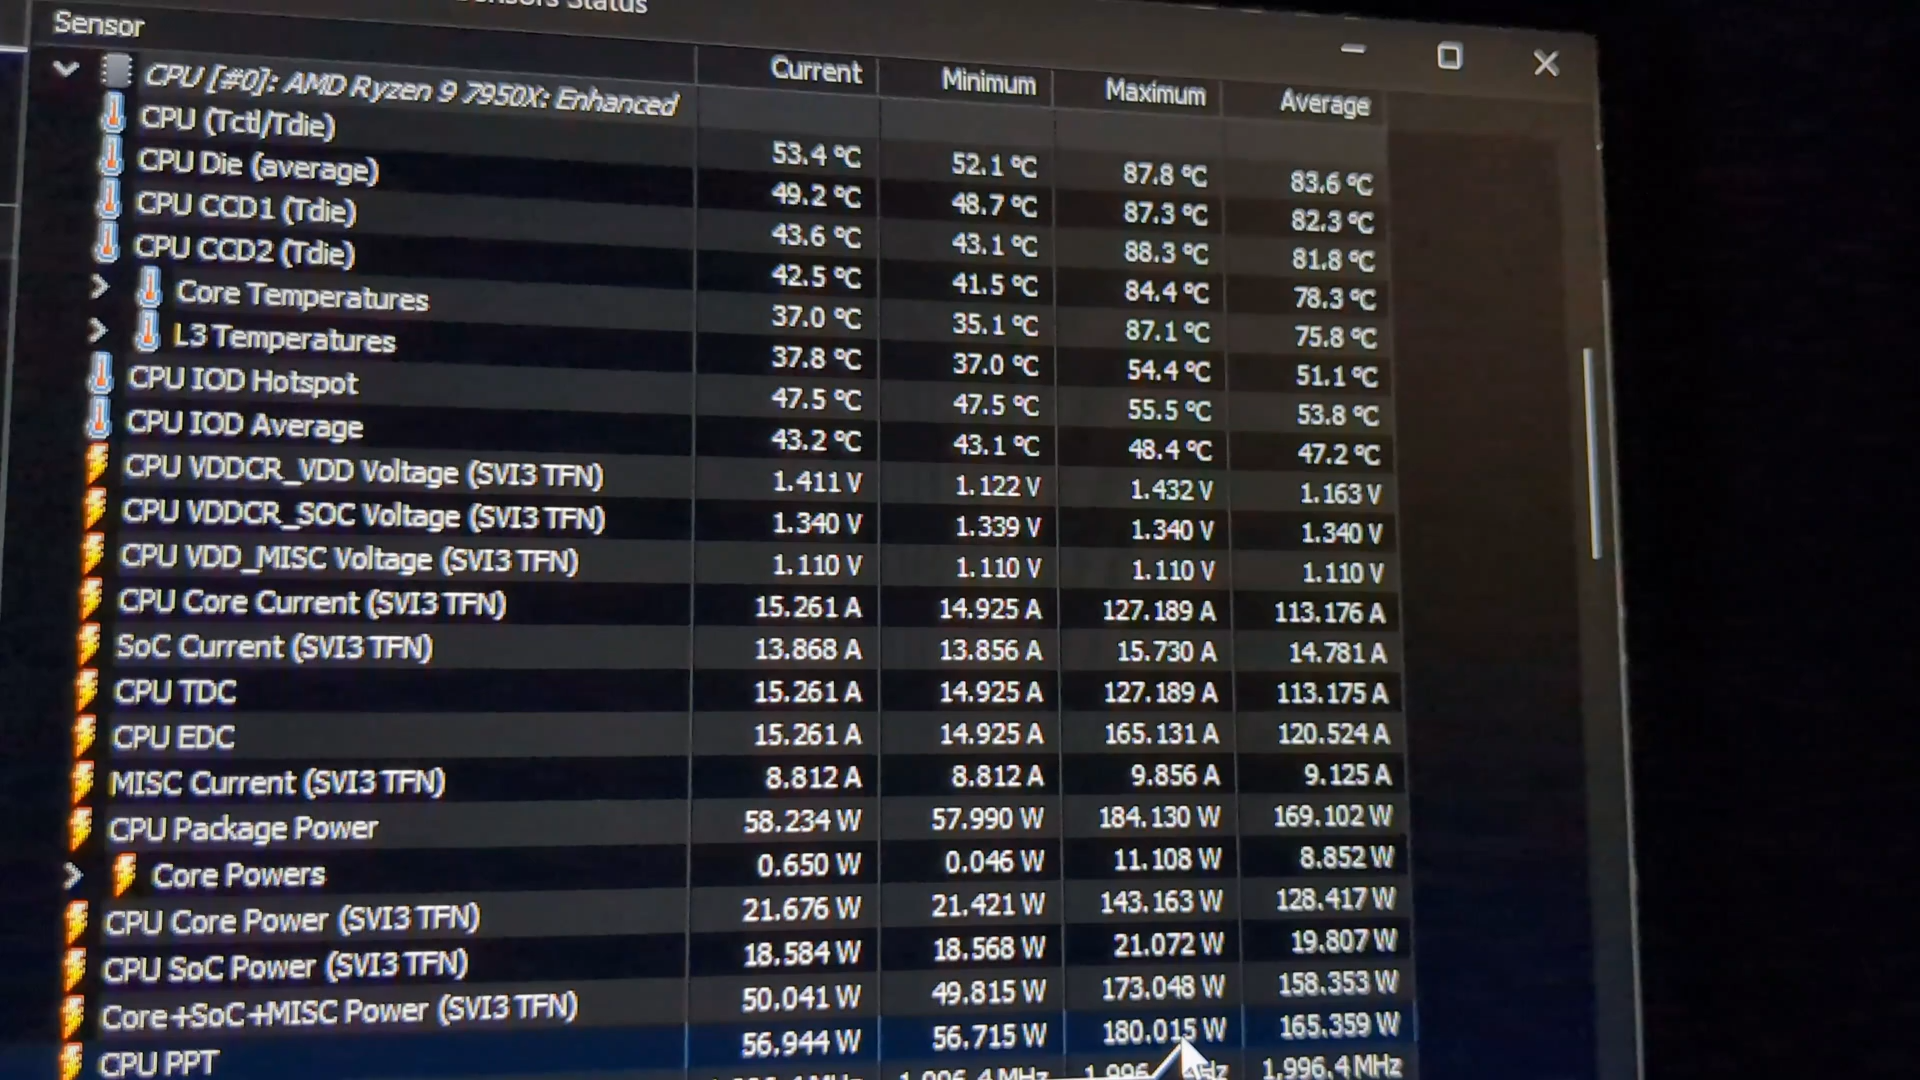 Sensors Status
Sensor Current Minimum Maximum Average
CPU [#0]: AMD Ryzen 9 7950X: Enhanced
CPU (Tctl/Tdie) 53.4 °C 52.1 °C 87.8 °C 83.6 °C
CPU Die (average) 49.2 °C 48.7 °C 87.3 °C 82.3 °C
CPU CCD1 (Tdie) 43.6 °C 43.1 °C 88.3 °C 81.8 °C
CPU CCD2 (Tdie) 42.5 °C 41.5 °C 84.4 °C 78.3 °C
Core Temperatures 37.0 °C 35.1 °C 87.1 °C 75.8 °C
L3 Temperatures 37.8 °C 37.0 °C 54.4 °C 51.1 °C
CPU IOD Hotspot 47.5 °C 47.5 °C 55.5 °C 53.8 °C
CPU IOD Average 43.2 °C 43.1 °C 48.4 °C 47.2 °C
CPU VDDCR_VDD Voltage (SVI3 TFN) 1.411 V 1.122 V 1.432 V 1.163 V
CPU VDDCR_SOC Voltage (SVI3 TFN) 1.340 V 1.339 V 1.340 V 1.340 V
CPU VDD_MISC Voltage (SVI3 TFN) 1.110 V 1.110 V 1.110 V 1.110 V
CPU Core Current (SVI3 TFN) 15.261 A 14.925 A 127.189 A 113.176 A
SoC Current (SVI3 TFN) 13.868 A 13.856 A 15.730 A 14.781 A
CPU TDC 15.261 A 14.925 A 127.189 A 113.175 A
CPU EDC 15.261 A 14.925 A 165.131 A 120.524 A
MISC Current (SVI3 TFN) 8.812 A 8.812 A 9.856 A 9.125 A
CPU Package Power 58.234 W 57.990 W 184.130 W 169.102 W
Core Powers 0.650 W 0.046 W 11.108 W 8.852 W
CPU Core Power (SVI3 TFN) 21.676 W 21.421 W 143.163 W 128.417 W
CPU SoC Power (SVI3 TFN) 18.584 W 18.568 W 21.072 W 19.807 W
Core+SoC+MISC Power (SVI3 TFN) 50.041 W 49.815 W 173.048 W 158.353 W
CPU PPT 56.944 W 56.715 W 180.015 W 165.359 W
1,996.4 MHz 1,996.4 MHz